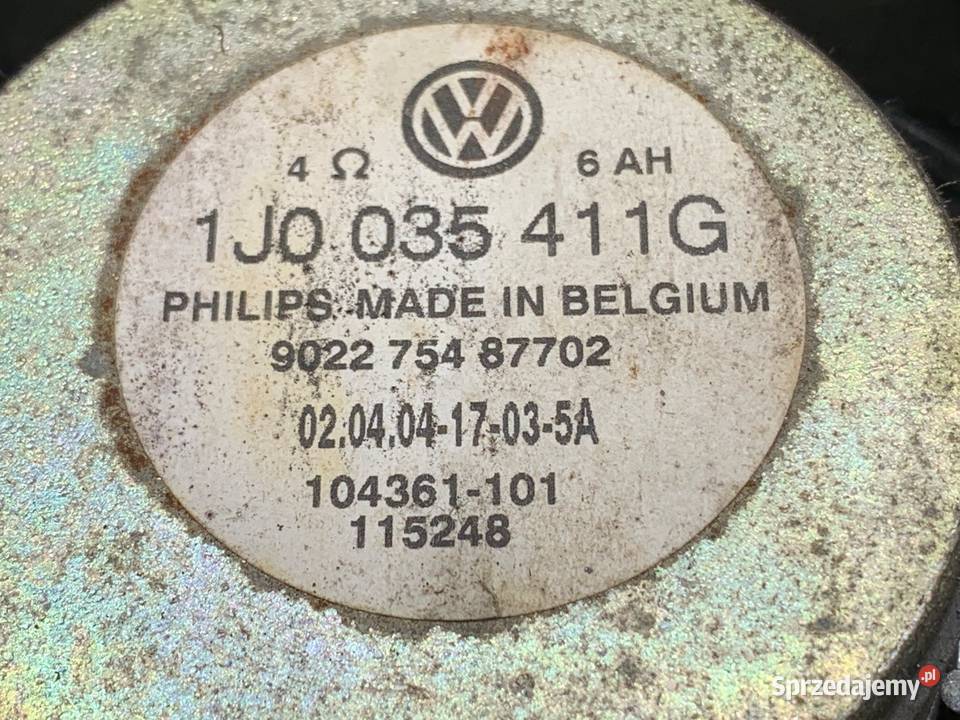 4 Ω 6 AH
1J0 035 411G
PHILIPS MADE IN BELGIUM
9022 754 87702
02.04.04-17-03-5A
104361-101
115248
Sprzedajemy.pl